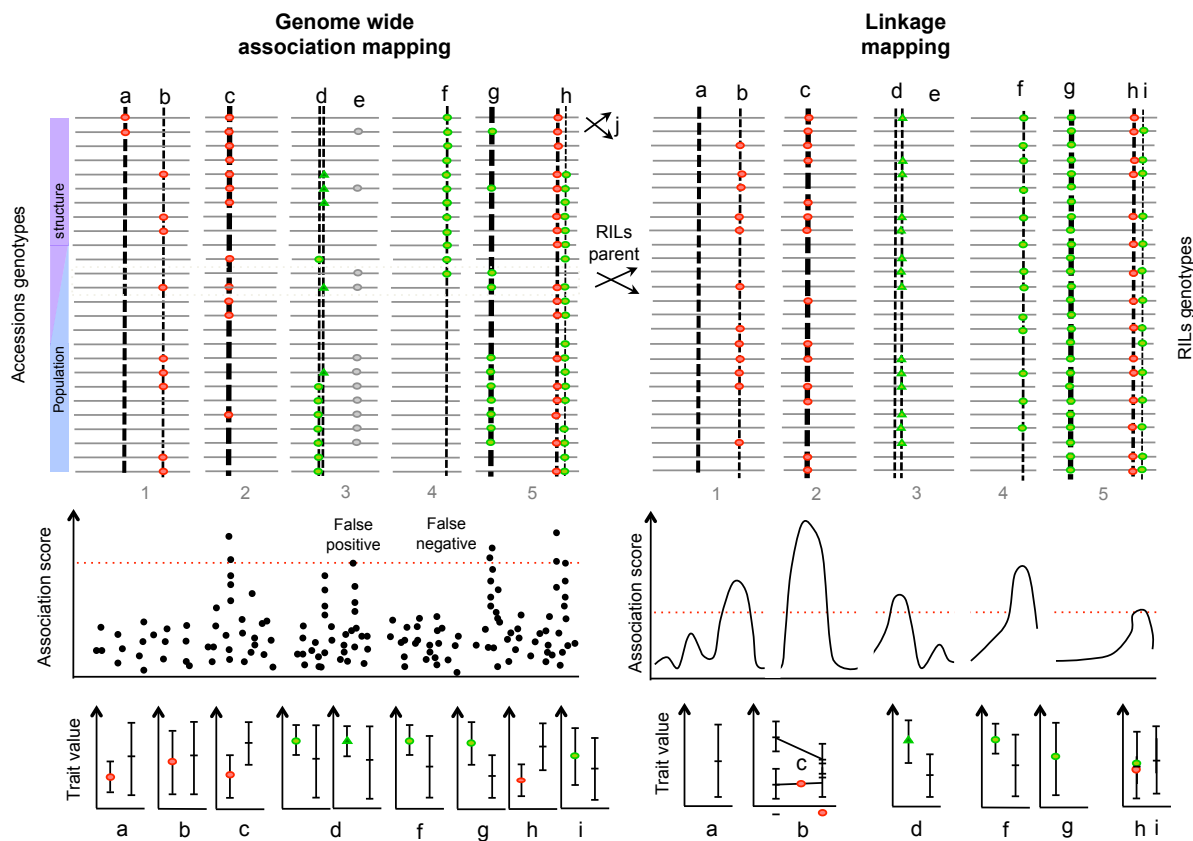 Genome wide
association mapping
Linkage
mapping
a b c d e f g h
a b c d e f g h i
j
RILs
parent
Accessions genotypes
structure
Population
RILs genotypes
1 2 3 4 5
1 2 3 4 5
Association score
False
positive
False
negative
Association score
Trait value
a b c d f g h i
Trait value
c
–
a b d f g h i